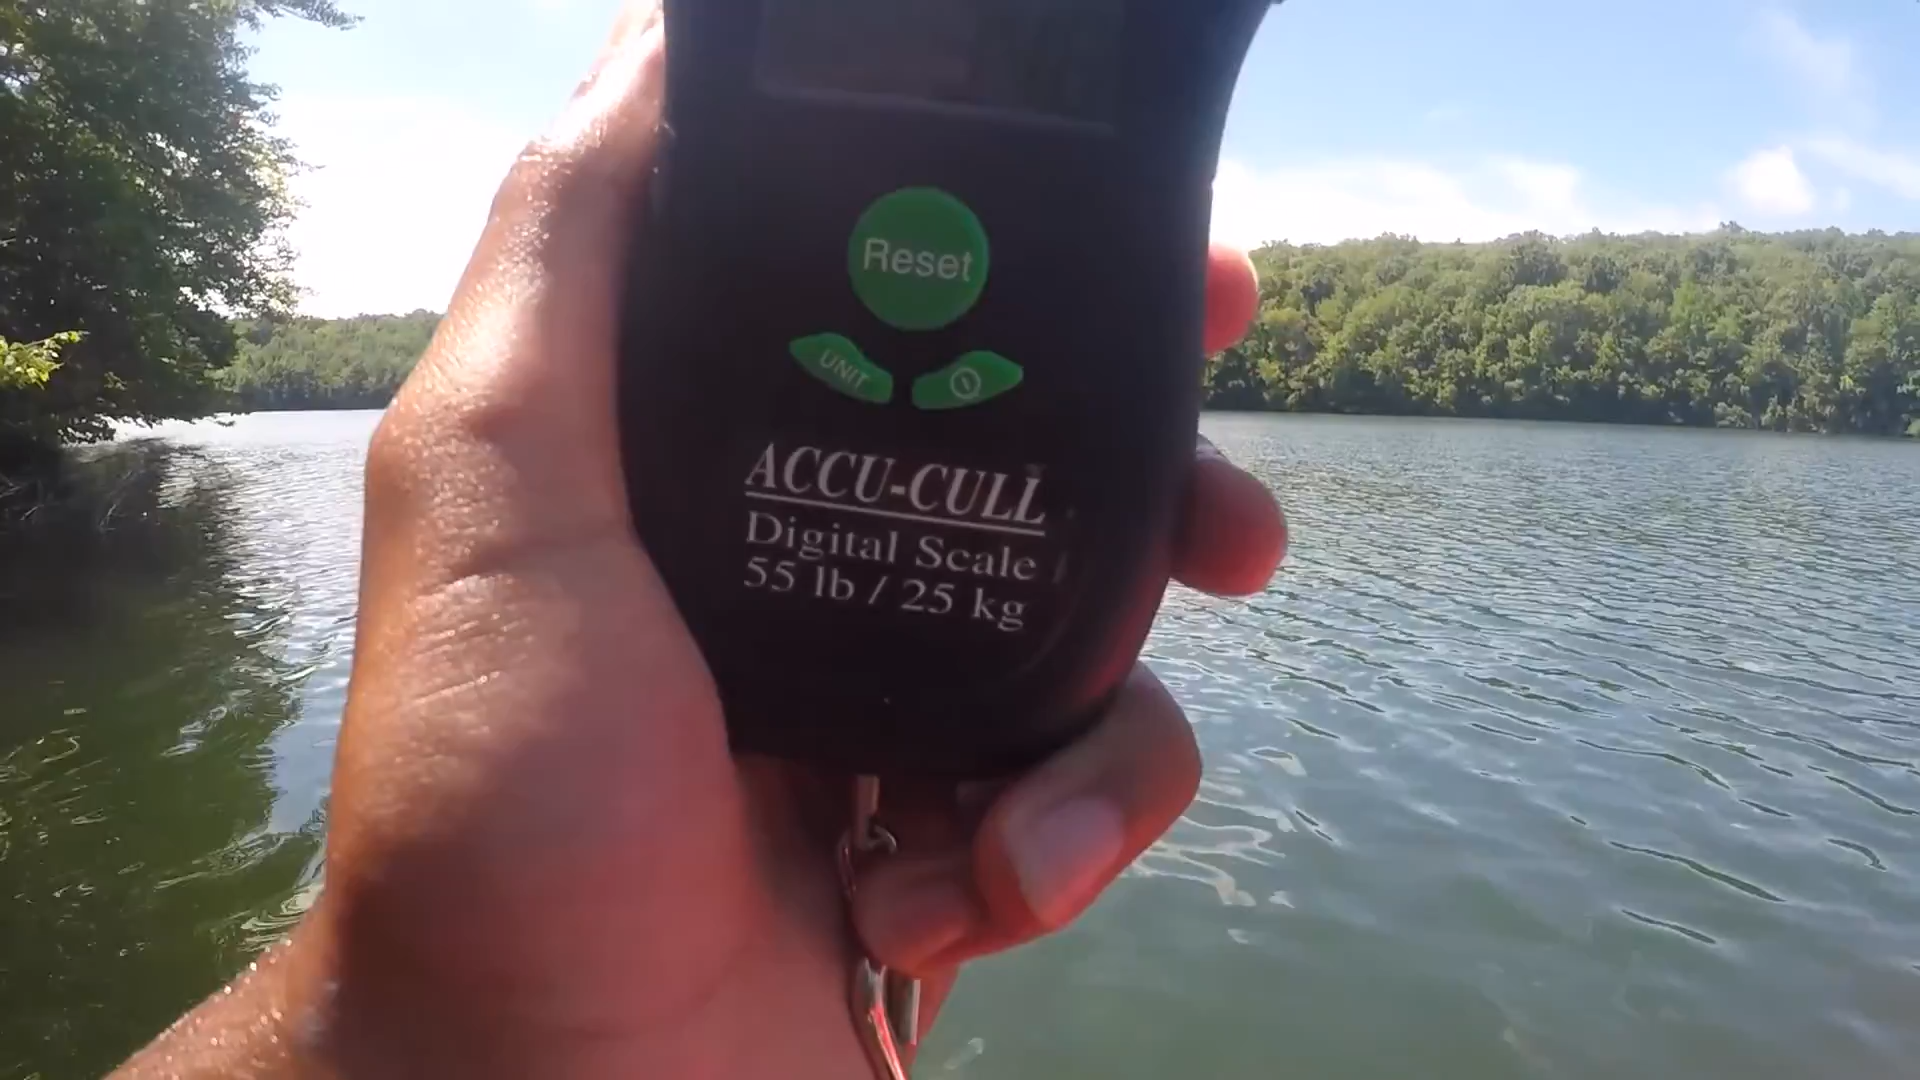 Reset
UNIT
ACCU-CULL
Digital Scale
55 lb / 25 kg